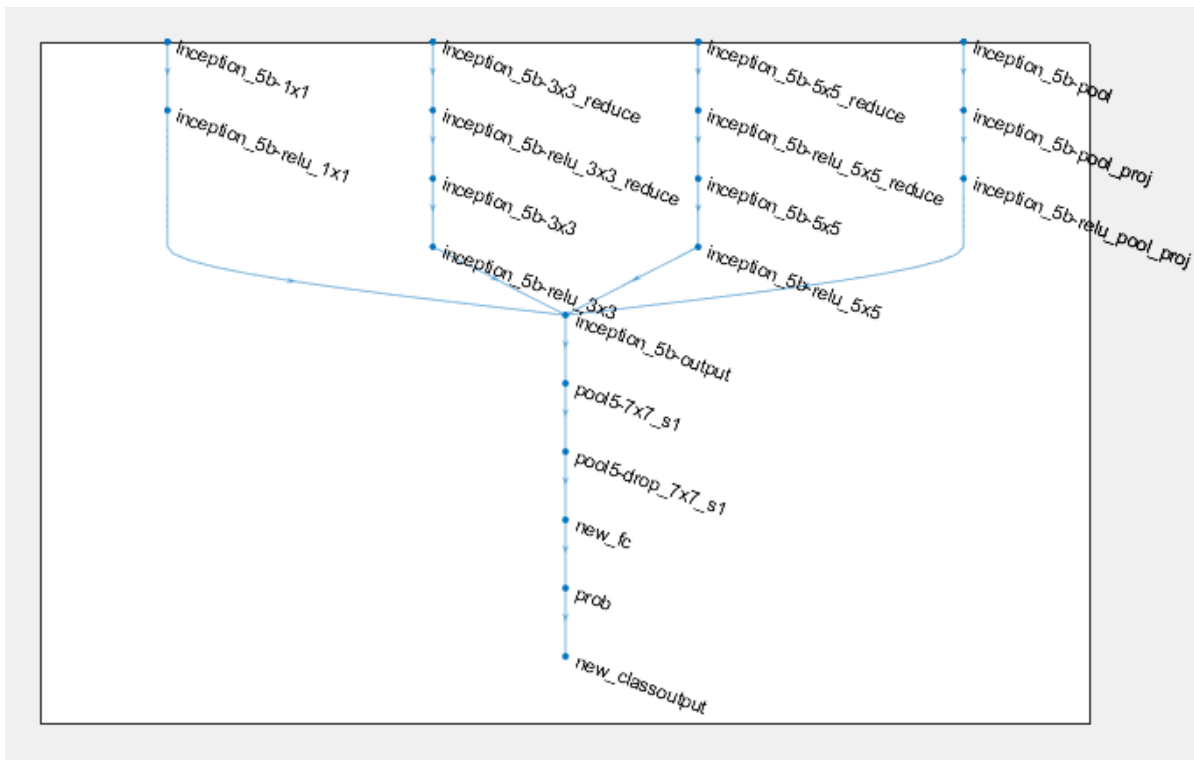 inception_5b-1x1
inception_5b-3x3_reduce
inception_5b-5x5_reduce
inception_5b-pool
inception_5b-relu_1x1
inception_5b-relu_3x3_reduce
inception_5b-relu_5x5_reduce
inception_5b-pool_proj
inception_5b-3x3
inception_5b-5x5
inception_5b-relu_pool_proj
inception_5b-relu_3x3
inception_5b-relu_5x5
inception_5b-output
pool5-7x7_s1
pool5-drop_7x7_s1
new_fc
prob
new_classoutput